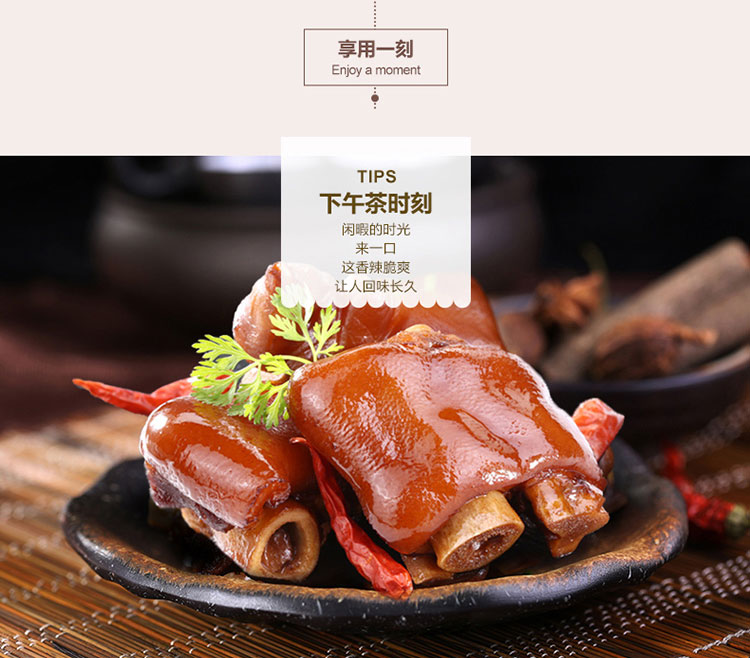 享用一刻
Enjoy a moment
TIPS
下午茶时刻
闲暇的时光
来一口
这香辣脆爽
让人回味长久